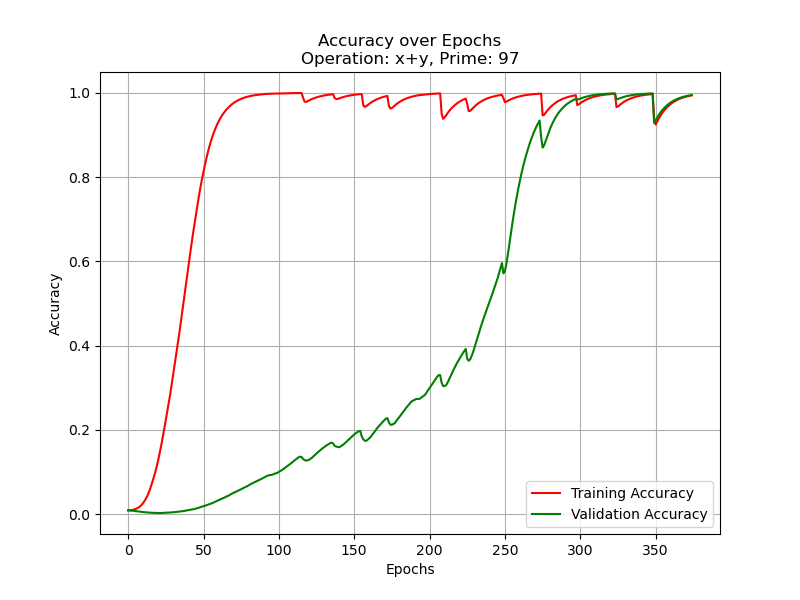 Accuracy over Epochs
Operation: x+y, Prime: 97
Accuracy
1.0
0.8
0.6
0.4
0.2
0.0
Training Accuracy
Validation Accuracy
0 50 100 150 200 250 300 350
Epochs